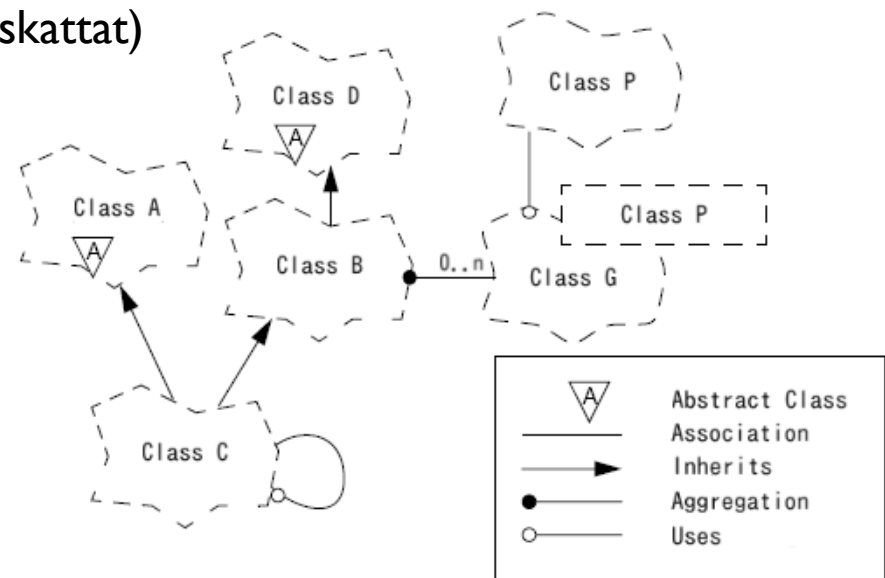 skattat)
Class P
Class D
A
Class A
A
Class P
Class B
0..n
Class G
Class C
A
Abstract Class
Association
Inherits
Aggregation
Uses